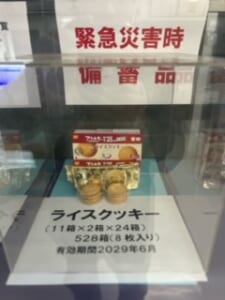 緊急災害時
備蓄品
ライスクッキー
(11箱×2箱×24箱)
528箱(8枚入り)
有効期間2029年6月